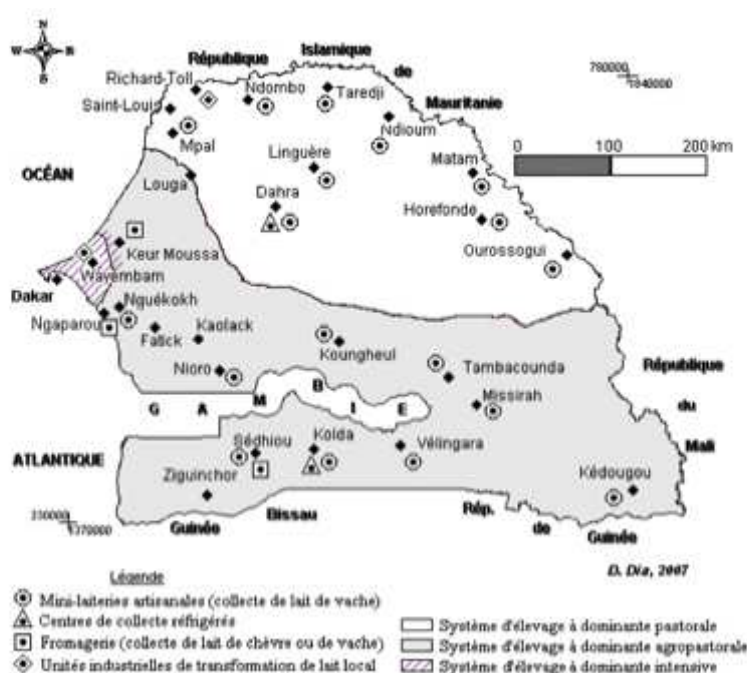 N
W
S
République
Islamique
de
Mauritanie
780000
1840000
Richard-Toll
Ndombo
Taredji
Saint-Louis
Mpal
Ndioum
0 100 200 km
Linguère
Matam
OCÉAN
Louga
Dahra
Horefonde
Ourossogui
Keur Moussa
Wayembam
Dakar
Nguékokh
Ngaparou
Fatick
Kaolack
Koungheul
Nioro
Tambacounda
République
du
Mali
Missirah
G A M B I E
ATLANTIQUE
Sédhiou
Kolda
Vélingara
Ziguinchor
Kédougou
Guinée
Bissau
Rép.
de
Guinée
D. Dia, 2007
Légende
Mini-laiteries artisanales (collecte de lait de vache)
Centres de collecte réfrigérés
Fromagerie (collecte de lait de chèvre ou de vache)
Unités industrielles de transformation de lait local
Système d'élevage à dominante pastorale
Système d'élevage à dominante agropastorale
Système d'élevage à dominante intensive